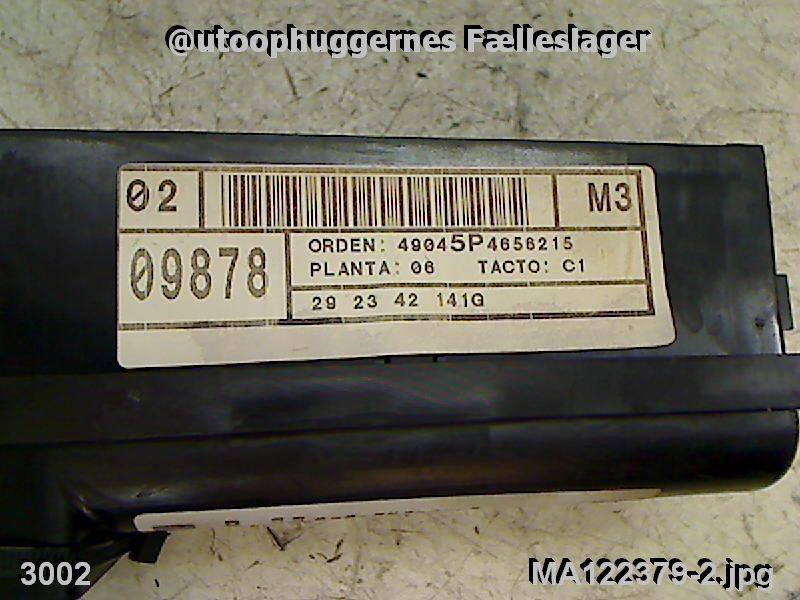 @utoophuggernes Fælleslager
02 M3
09878
ORDEN: 49045P4656215
PLANTA: 06 TACTO: C1
29 23 42 141G
3002 MA122379-2.jpg